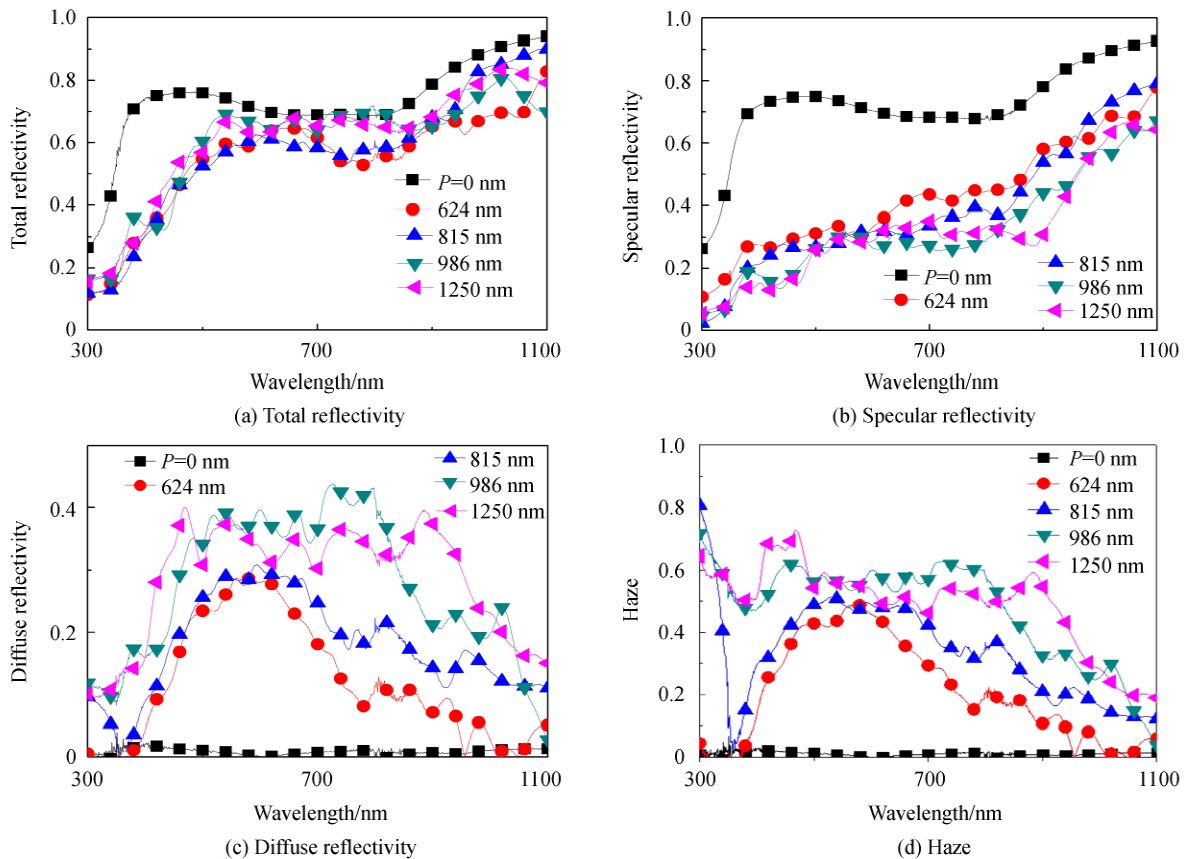 1.0
0.8
0.6
0.4
0.2
0
Total reflectivity
P=0 nm
624 nm
815 nm
986 nm
1250 nm
300
700
1100
Wavelength/nm
(a) Total reflectivity
1.0
0.8
0.6
0.4
0.2
0
Specular reflectivity
P=0 nm
624 nm
815 nm
986 nm
1250 nm
300
700
1100
Wavelength/nm
(b) Specular reflectivity
0.4
0.2
0
Diffuse reflectivity
P=0 nm
624 nm
815 nm
986 nm
1250 nm
300
700
1100
Wavelength/nm
(c) Diffuse reflectivity
1.0
0.8
0.6
0.4
0.2
0
Haze
P=0 nm
624 nm
815 nm
986 nm
1250 nm
300
700
1100
Wavelength/nm
(d) Haze